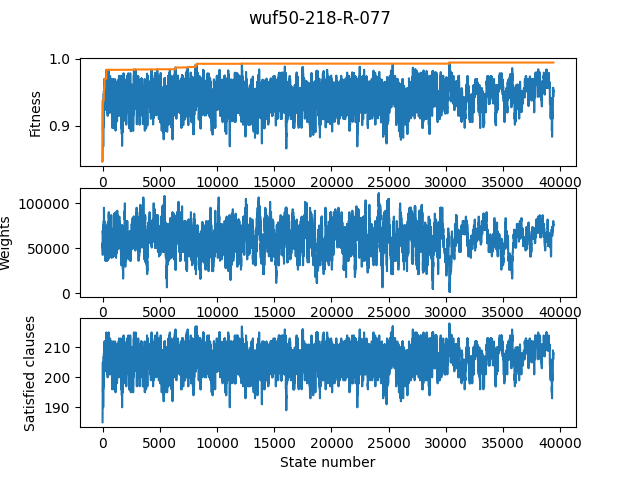 wuf50-218-R-077
1.0
0.9
Fitness
0 5000 10000 15000 20000 25000 30000 35000 40000
100000
50000
0
Weights
0 5000 10000 15000 20000 25000 30000 35000 40000
210
200
190
Satisfied clauses
0 5000 10000 15000 20000 25000 30000 35000 40000
State number